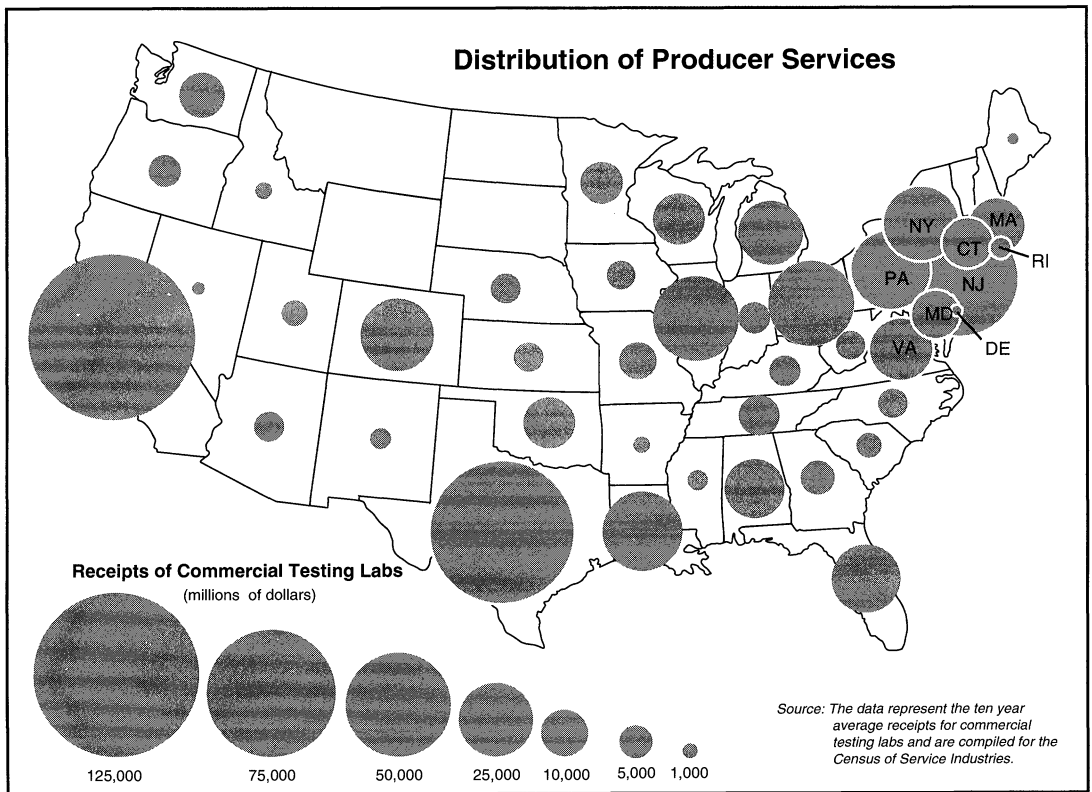 Distribution of Producer Services
NY
MA
CT
RI
PA
NJ
MD
VA
DE
Receipts of Commercial Testing Labs
(millions of dollars)
125,000
75,000
50,000
25,000
10,000
5,000
1,000
Source: The data represent the ten year
average receipts for commercial
testing labs and are compiled for the
Census of Service Industries.